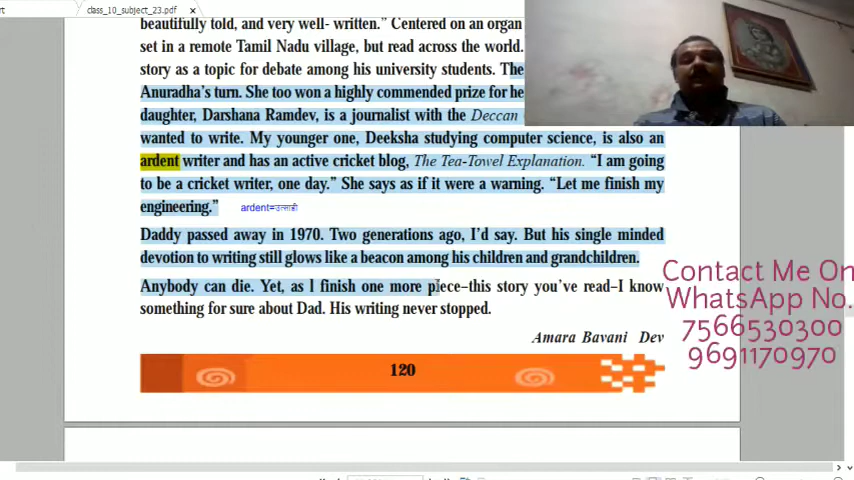 rt
class_10_subject_23.pdf
beautifully told, and very well- written.” Centered on an organ
set in a remote Tamil Nadu village, but read across the world.
story as a topic for debate among his university students. The
Anuradha’s turn. She too won a highly commended prize for he
daughter, Darshana Ramdev, is a journalist with the Deccan
wanted to write. My younger one, Deeksha studying computer science, is also an
ardent writer and has an active cricket blog, The Tea-Towel Explanation. “I am going
to be a cricket writer, one day.” She says as if it were a warning. “Let me finish my
engineering.”
ardent=उत्साही
Daddy passed away in 1970. Two generations ago, I’d say. But his single minded
devotion to writing still glows like a beacon among his children and grandchildren.
Anybody can die. Yet, as I finish one more piece–this story you’ve read–I know
something for sure about Dad. His writing never stopped.
Amara Bavani Dev
120
Contact Me On
WhatsApp No.
7566530300
9691170970